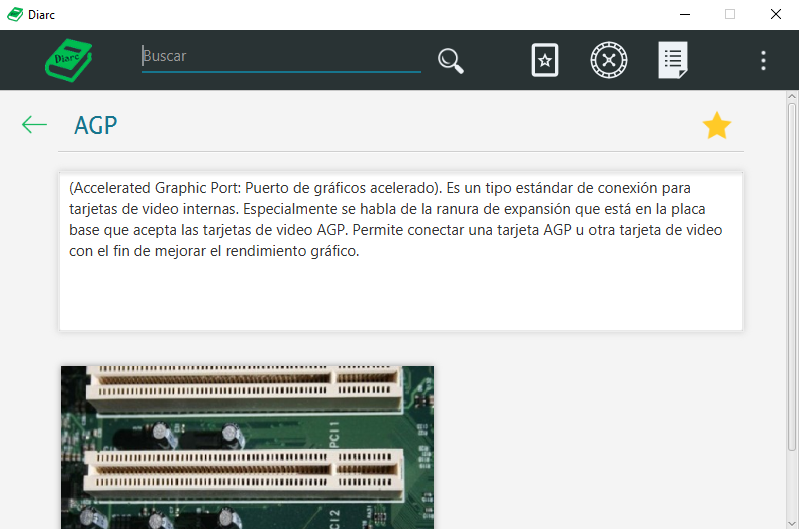 Diarc
Diarc
Buscar
AGP
(Accelerated Graphic Port: Puerto de gráficos acelerado). Es un tipo estándar de conexión para
tarjetas de video internas. Especialmente se habla de la ranura de expansión que está en la placa
base que acepta las tarjetas de video AGP. Permite conectar una tarjeta AGP u otra tarjeta de video
con el fin de mejorar el rendimiento gráfico.
PCI1
PCI2